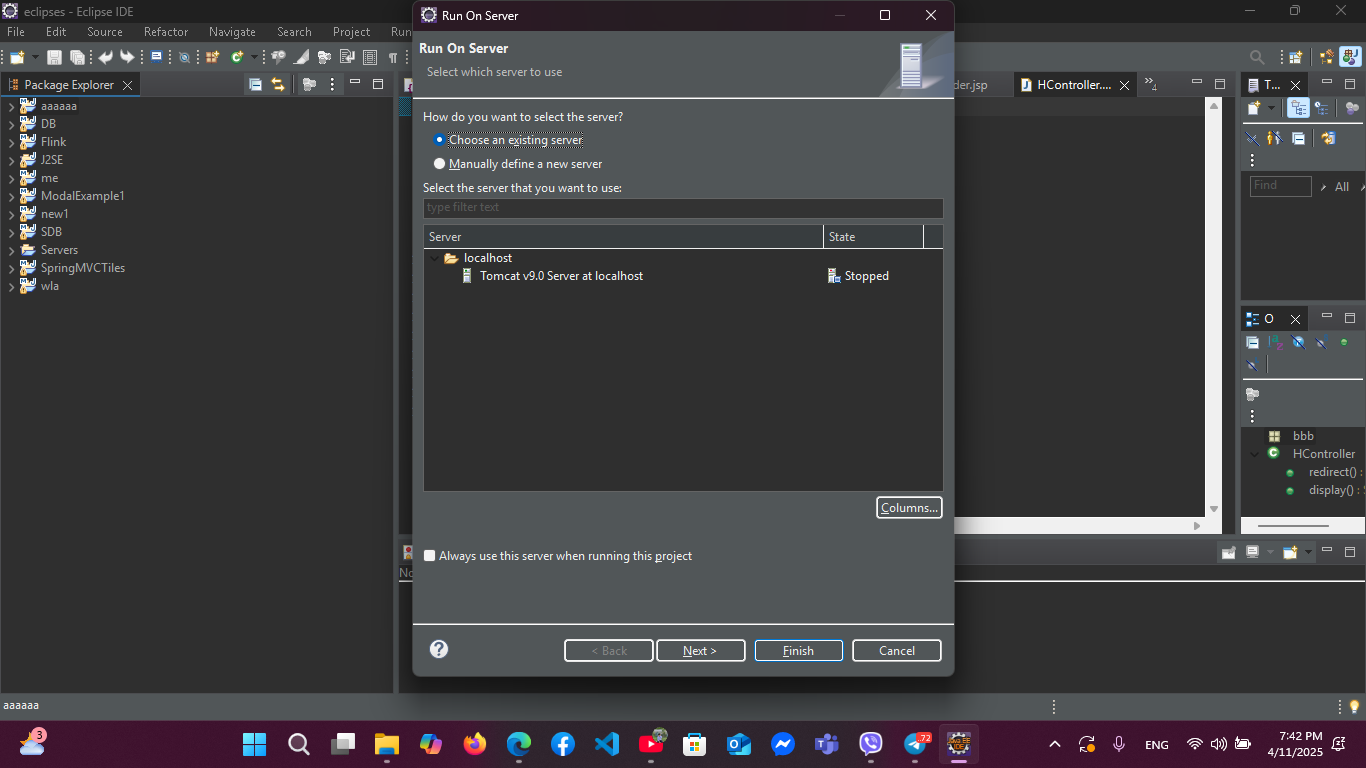 eclipses - Eclipse IDE
File Edit Source Refactor Navigate Search Project Run
Package Explorer
aaaaaa
DB
Flink
J2SE
me
ModalExample1
new1
SDB
Servers
SpringMVCTiles
wla
Run On Server
Run On Server
Select which server to use
How do you want to select the server?
Choose an existing server
Manually define a new server
Select the server that you want to use:
type filter text
Server State
localhost
Tomcat v9.0 Server at localhost Stopped
Columns...
Always use this server when running this project
? < Back Next > Finish Cancel
der.jsp HController.... 4
T...
Find All
O
bbb
HController
redirect() :
display() :
No
aaaaaa
3
72
ENG
7:42 PM
4/11/2025